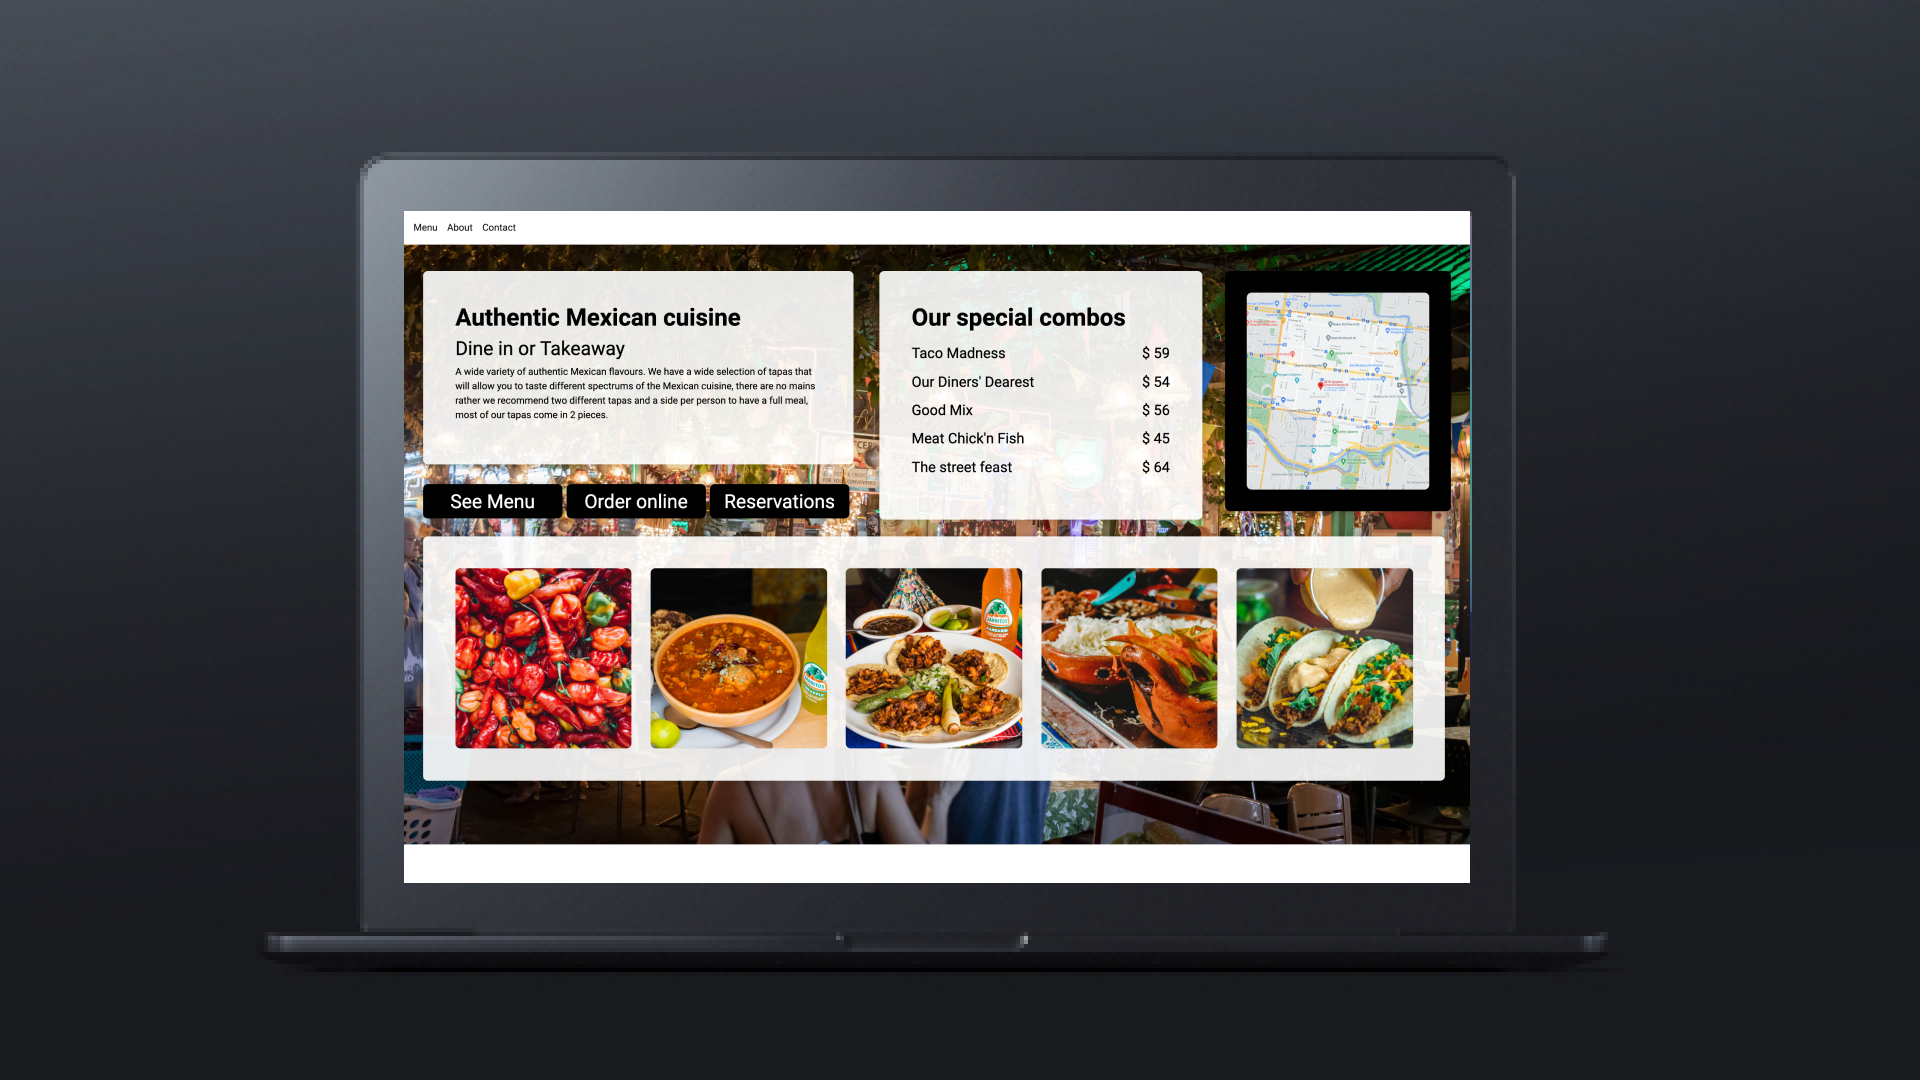 Menu About Contact
Authentic Mexican cuisine
Dine in or Takeaway
A wide variety of authentic Mexican flavours. We have a wide selection of tapas that
will allow you to taste different spectrums of the Mexican cuisine, there are no mains
rather we recommend two different tapas and a side per person to have a full meal,
most of our tapas come in 2 pieces.
See Menu Order online Reservations
Our special combos
Taco Madness $ 59
Our Diners' Dearest $ 54
Good Mix $ 56
Meat Chick'n Fish $ 45
The street feast $ 64
JARRITOS